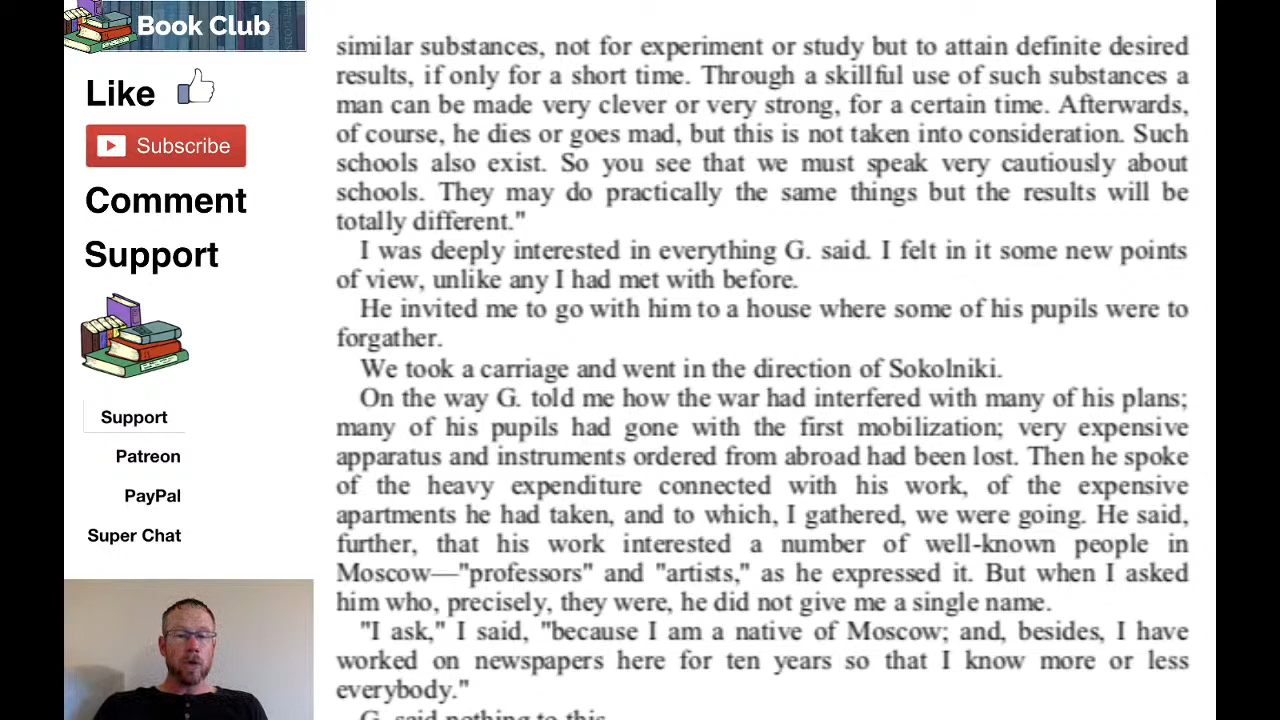 Book Club
Like
Subscribe
Comment
Support
Support
Patreon
PayPal
Super Chat
similar substances, not for experiment or study but to attain definite desired
results, if only for a short time. Through a skillful use of such substances a
man can be made very clever or very strong, for a certain time. Afterwards,
of course, he dies or goes mad, but this is not taken into consideration. Such
schools also exist. So you see that we must speak very cautiously about
schools. They may do practically the same things but the results will be
totally different."
I was deeply interested in everything G. said. I felt in it some new points
of view, unlike any I had met with before.
He invited me to go with him to a house where some of his pupils were to
forgather.
We took a carriage and went in the direction of Sokolniki.
On the way G. told me how the war had interfered with many of his plans;
many of his pupils had gone with the first mobilization; very expensive
apparatus and instruments ordered from abroad had been lost. Then he spoke
of the heavy expenditure connected with his work, of the expensive
apartments he had taken, and to which, I gathered, we were going. He said,
further, that his work interested a number of well-known people in
Moscow—"professors" and "artists," as he expressed it. But when I asked
him who, precisely, they were, he did not give me a single name.
"I ask," I said, "because I am a native of Moscow; and, besides, I have
worked on newspapers here for ten years so that I know more or less
everybody."
G. said nothing to this.